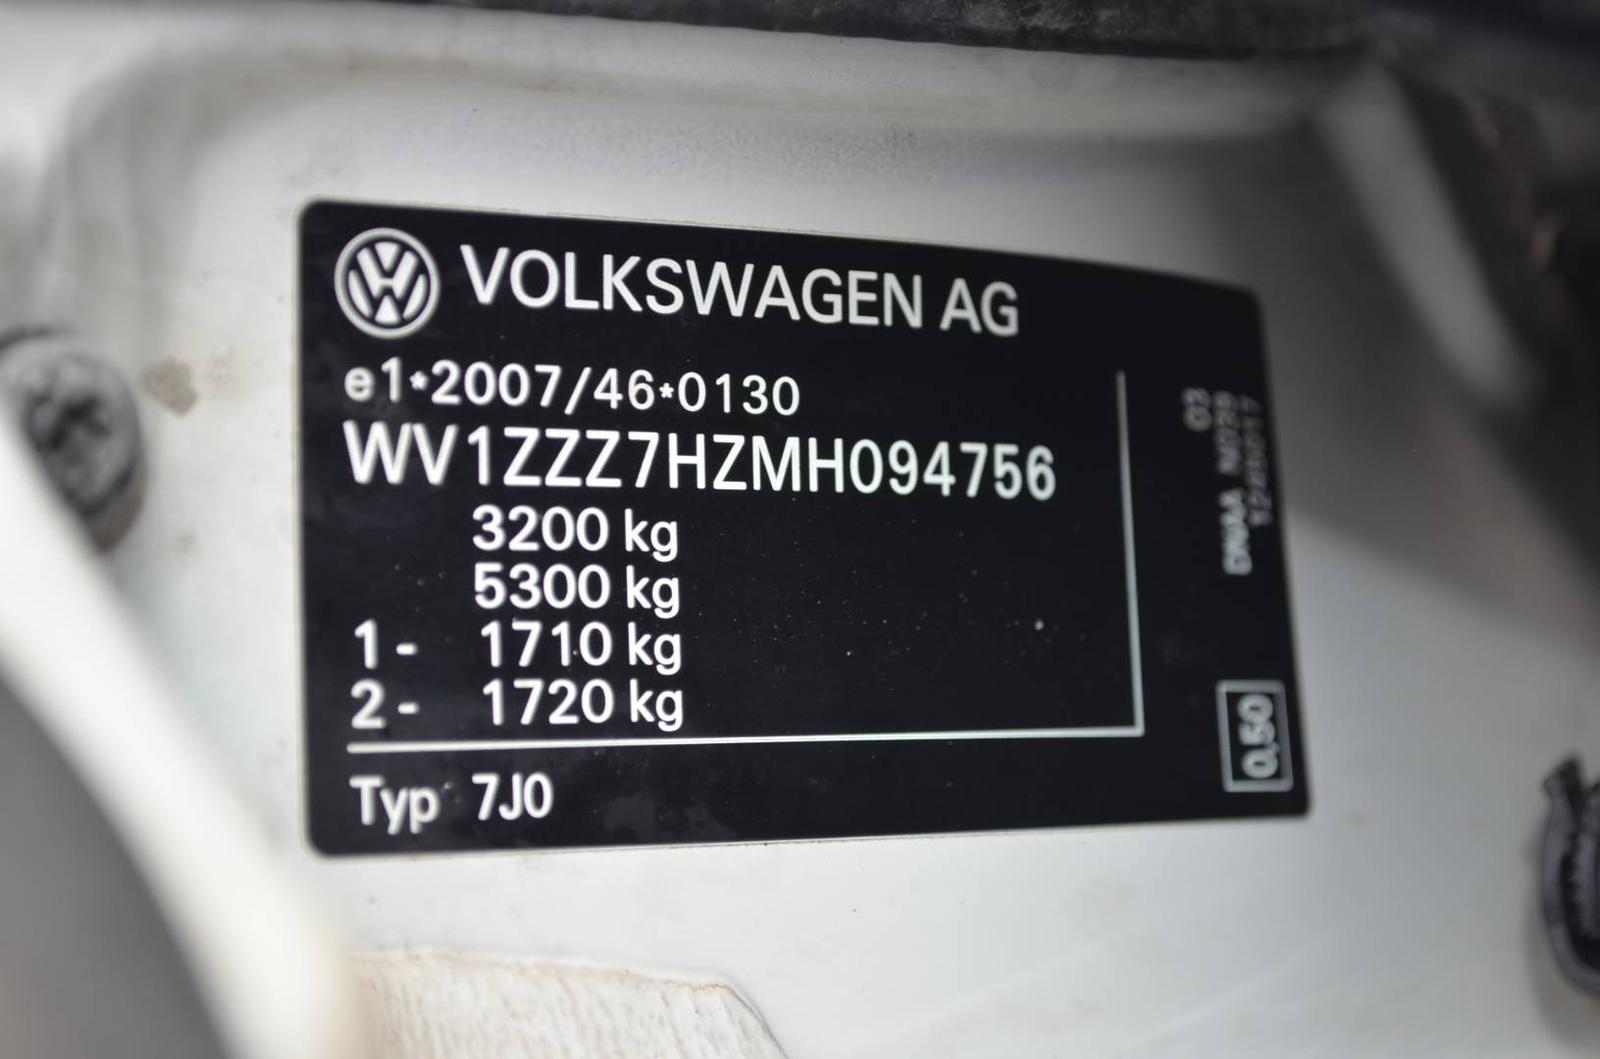 VOLKSWAGEN AG
e1*2007/46*0130
WV1ZZZ7HZMH094756
3200 kg
5300 kg
1- 1710 kg
2- 1720 kg
Typ 7J0
03
0,50